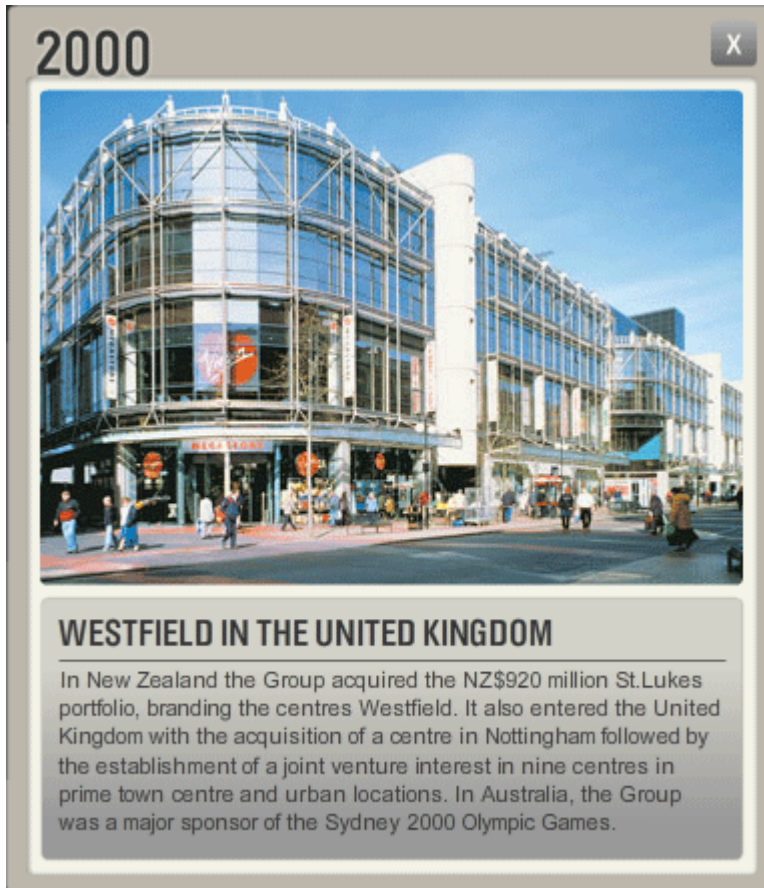 2000
X
Virgin
MEGASTORE
WESTFIELD IN THE UNITED KINGDOM
In New Zealand the Group acquired the NZ$920 million St.Lukes
portfolio, branding the centres Westfield. It also entered the United
Kingdom with the acquisition of a centre in Nottingham followed by
the establishment of a joint venture interest in nine centres in
prime town centre and urban locations. In Australia, the Group
was a major sponsor of the Sydney 2000 Olympic Games.